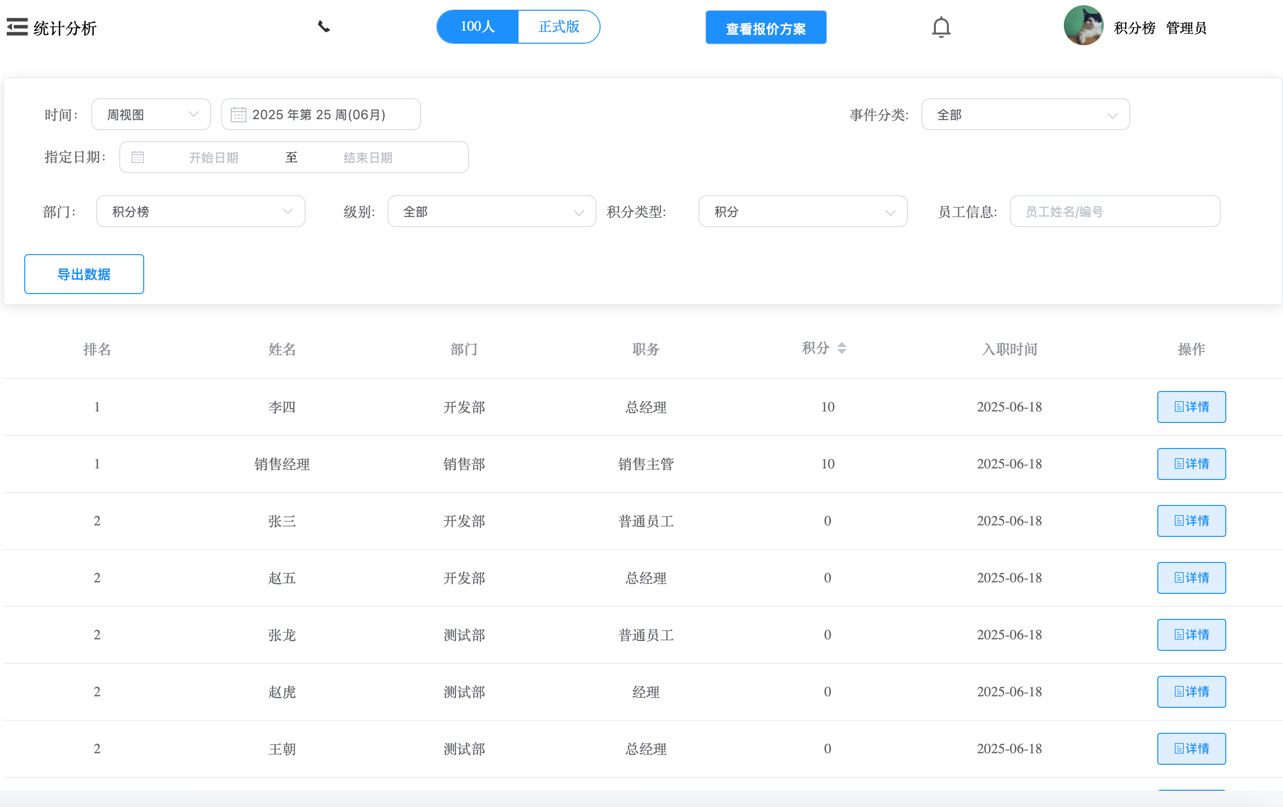 统计分析
100人 正式版 查看报价方案 积分榜 管理员
时间: 周视图 2025 年第 25 周(06月) 事件分类: 全部
指定日期: 开始日期 至 结束日期
部门: 积分榜 级别: 全部 积分类型: 积分 员工信息: 员工姓名/编号
导出数据
排名 姓名 部门 职务 积分 入职时间 操作
1 李四 开发部 总经理 10 2025-06-18 详情
1 销售经理 销售部 销售主管 10 2025-06-18 详情
2 张三 开发部 普通员工 0 2025-06-18 详情
2 赵五 开发部 总经理 0 2025-06-18 详情
2 张龙 测试部 普通员工 0 2025-06-18 详情
2 赵虎 测试部 经理 0 2025-06-18 详情
2 王朝 测试部 总经理 0 2025-06-18 详情